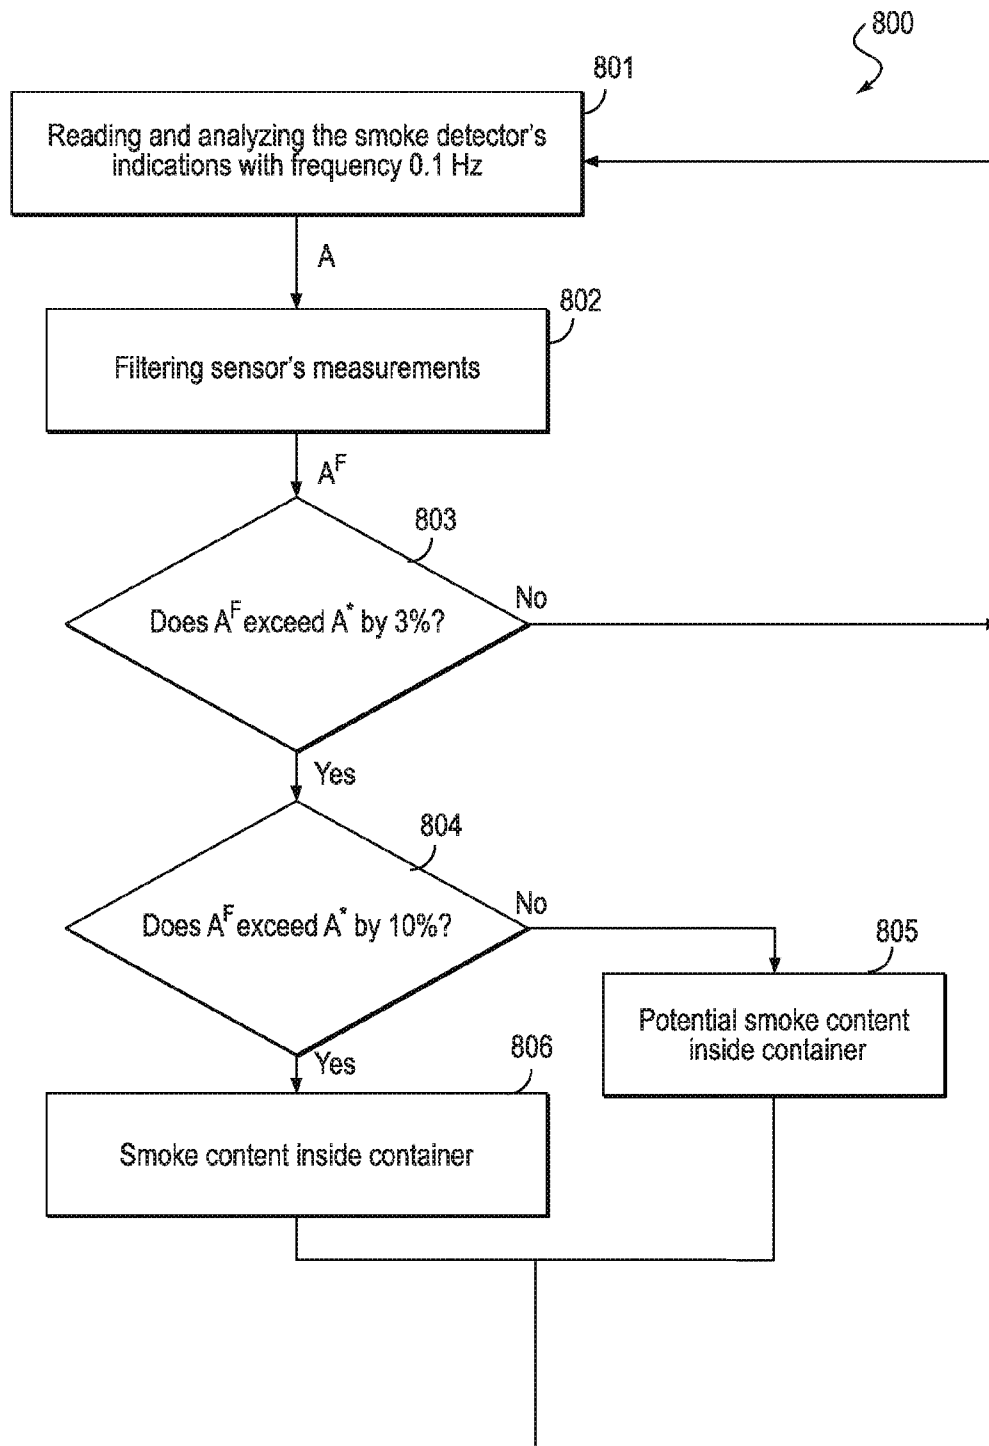 800
801
Reading and analyzing the smoke detector's
indications with frequency 0.1 Hz
A
802
Filtering sensor's measurements
A^F
803
Does A^F exceed A* by 3%?
No
Yes
804
Does A^F exceed A* by 10%?
No
805
Potential smoke content
inside container
Yes
806
Smoke content inside container